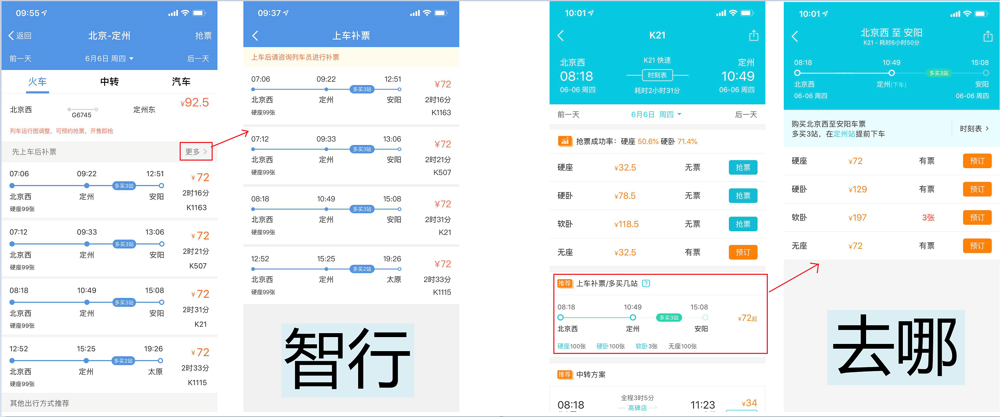 09:55
返回
北京-定州
抢票
前一天
6月6日 周四
后一天
火车
中转
汽车
¥92.5
北京西
定州东
G6745
列车运行图调整，可预约抢票，开售即抢
先上车后补票
更多
07:06
09:22
12:51
¥72
多买3站
2时16分
北京西
定州
安阳
硬座99张
K1163
07:12
09:33
13:06
¥72
多买3站
2时21分
北京西
定州
安阳
硬座99张
K507
08:18
10:49
15:08
¥72
多买3站
2时31分
北京西
定州
安阳
硬座99张
K21
12:52
15:25
19:26
¥72
多买2站
2时33分
北京西
定州
太原
硬座99张
K1115
其他出行方式推荐
09:37
上车补票
上车后请咨询列车员进行补票
07:06
09:22
12:51
¥72
多买3站
北京西
定州
安阳
2时16分
硬座99张
K1163
07:12
09:33
13:06
¥72
多买3站
北京西
定州
安阳
2时21分
硬座99张
K507
08:18
10:49
15:08
¥72
多买3站
北京西
定州
安阳
2时31分
硬座99张
K21
12:52
15:25
19:26
¥72
多买2站
北京西
定州
太原
2时33分
硬座99张
K1115
智行
10:01
K21
北京西
K21 快速
定州
08:18
时刻表
10:49
06-06 周四
耗时2小时31分
06-06 周四
前一天
6月6日 周四
后一天
抢票成功率：硬座 50.6% 硬卧 71.4%
硬座
¥32.5
无票
抢票
硬卧
¥78.5
无票
抢票
软卧
¥118.5
无票
抢票
无座
¥32.5
有票
预订
推荐
上车补票/多买几站
?
08:18
10:49
15:08
多买3站
¥72起
北京西
定州
安阳
硬座100张
硬卧100张
软卧3张
无座100张
推荐
中转方案
全程3时5分
08:18
高碑店
11:23
¥34
10:01
北京西 至 安阳
K21 - 耗时6小时50分
08:18
10:49
15:08
多买3站
北京西
定州(下车)
安阳
06-06 周四
06-06 周四
购买北京西至安阳车票
多买3站，在定州站提前下车
时刻表
硬座
¥72
有票
预订
硬卧
¥129
有票
预订
软卧
¥197
3张
预订
无座
¥72
有票
预订
去哪